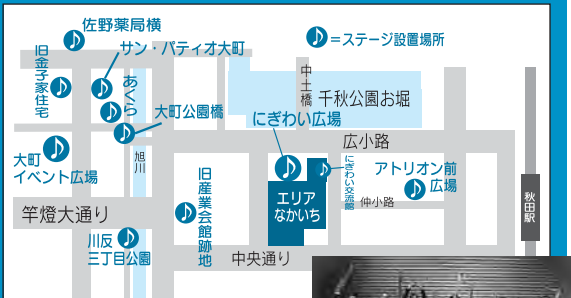 佐野薬局横
サン・パティオ大町
=ステージ設置場所
旧金子家住宅
あくら
大町公園橋
中土橋
千秋公園お堀
にぎわい広場
広小路
大町
イベント広場
旭川
旧産業会館跡地
にぎわい交流館
アトリオン前
広場
エリア
なかいち
仲小路
秋田駅
竿燈大通り
川反
三丁目公園
中央通り